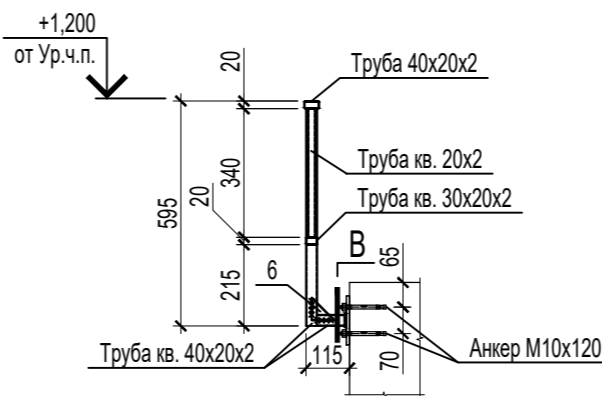 +1,200
от Ур.ч.п.
20
Труба 40х20х2
Труба кв. 20х2
340
595
20
Труба кв. 30х20х2
В
65
6
215
Труба кв. 40х20х2
115
70
Анкер М10х120